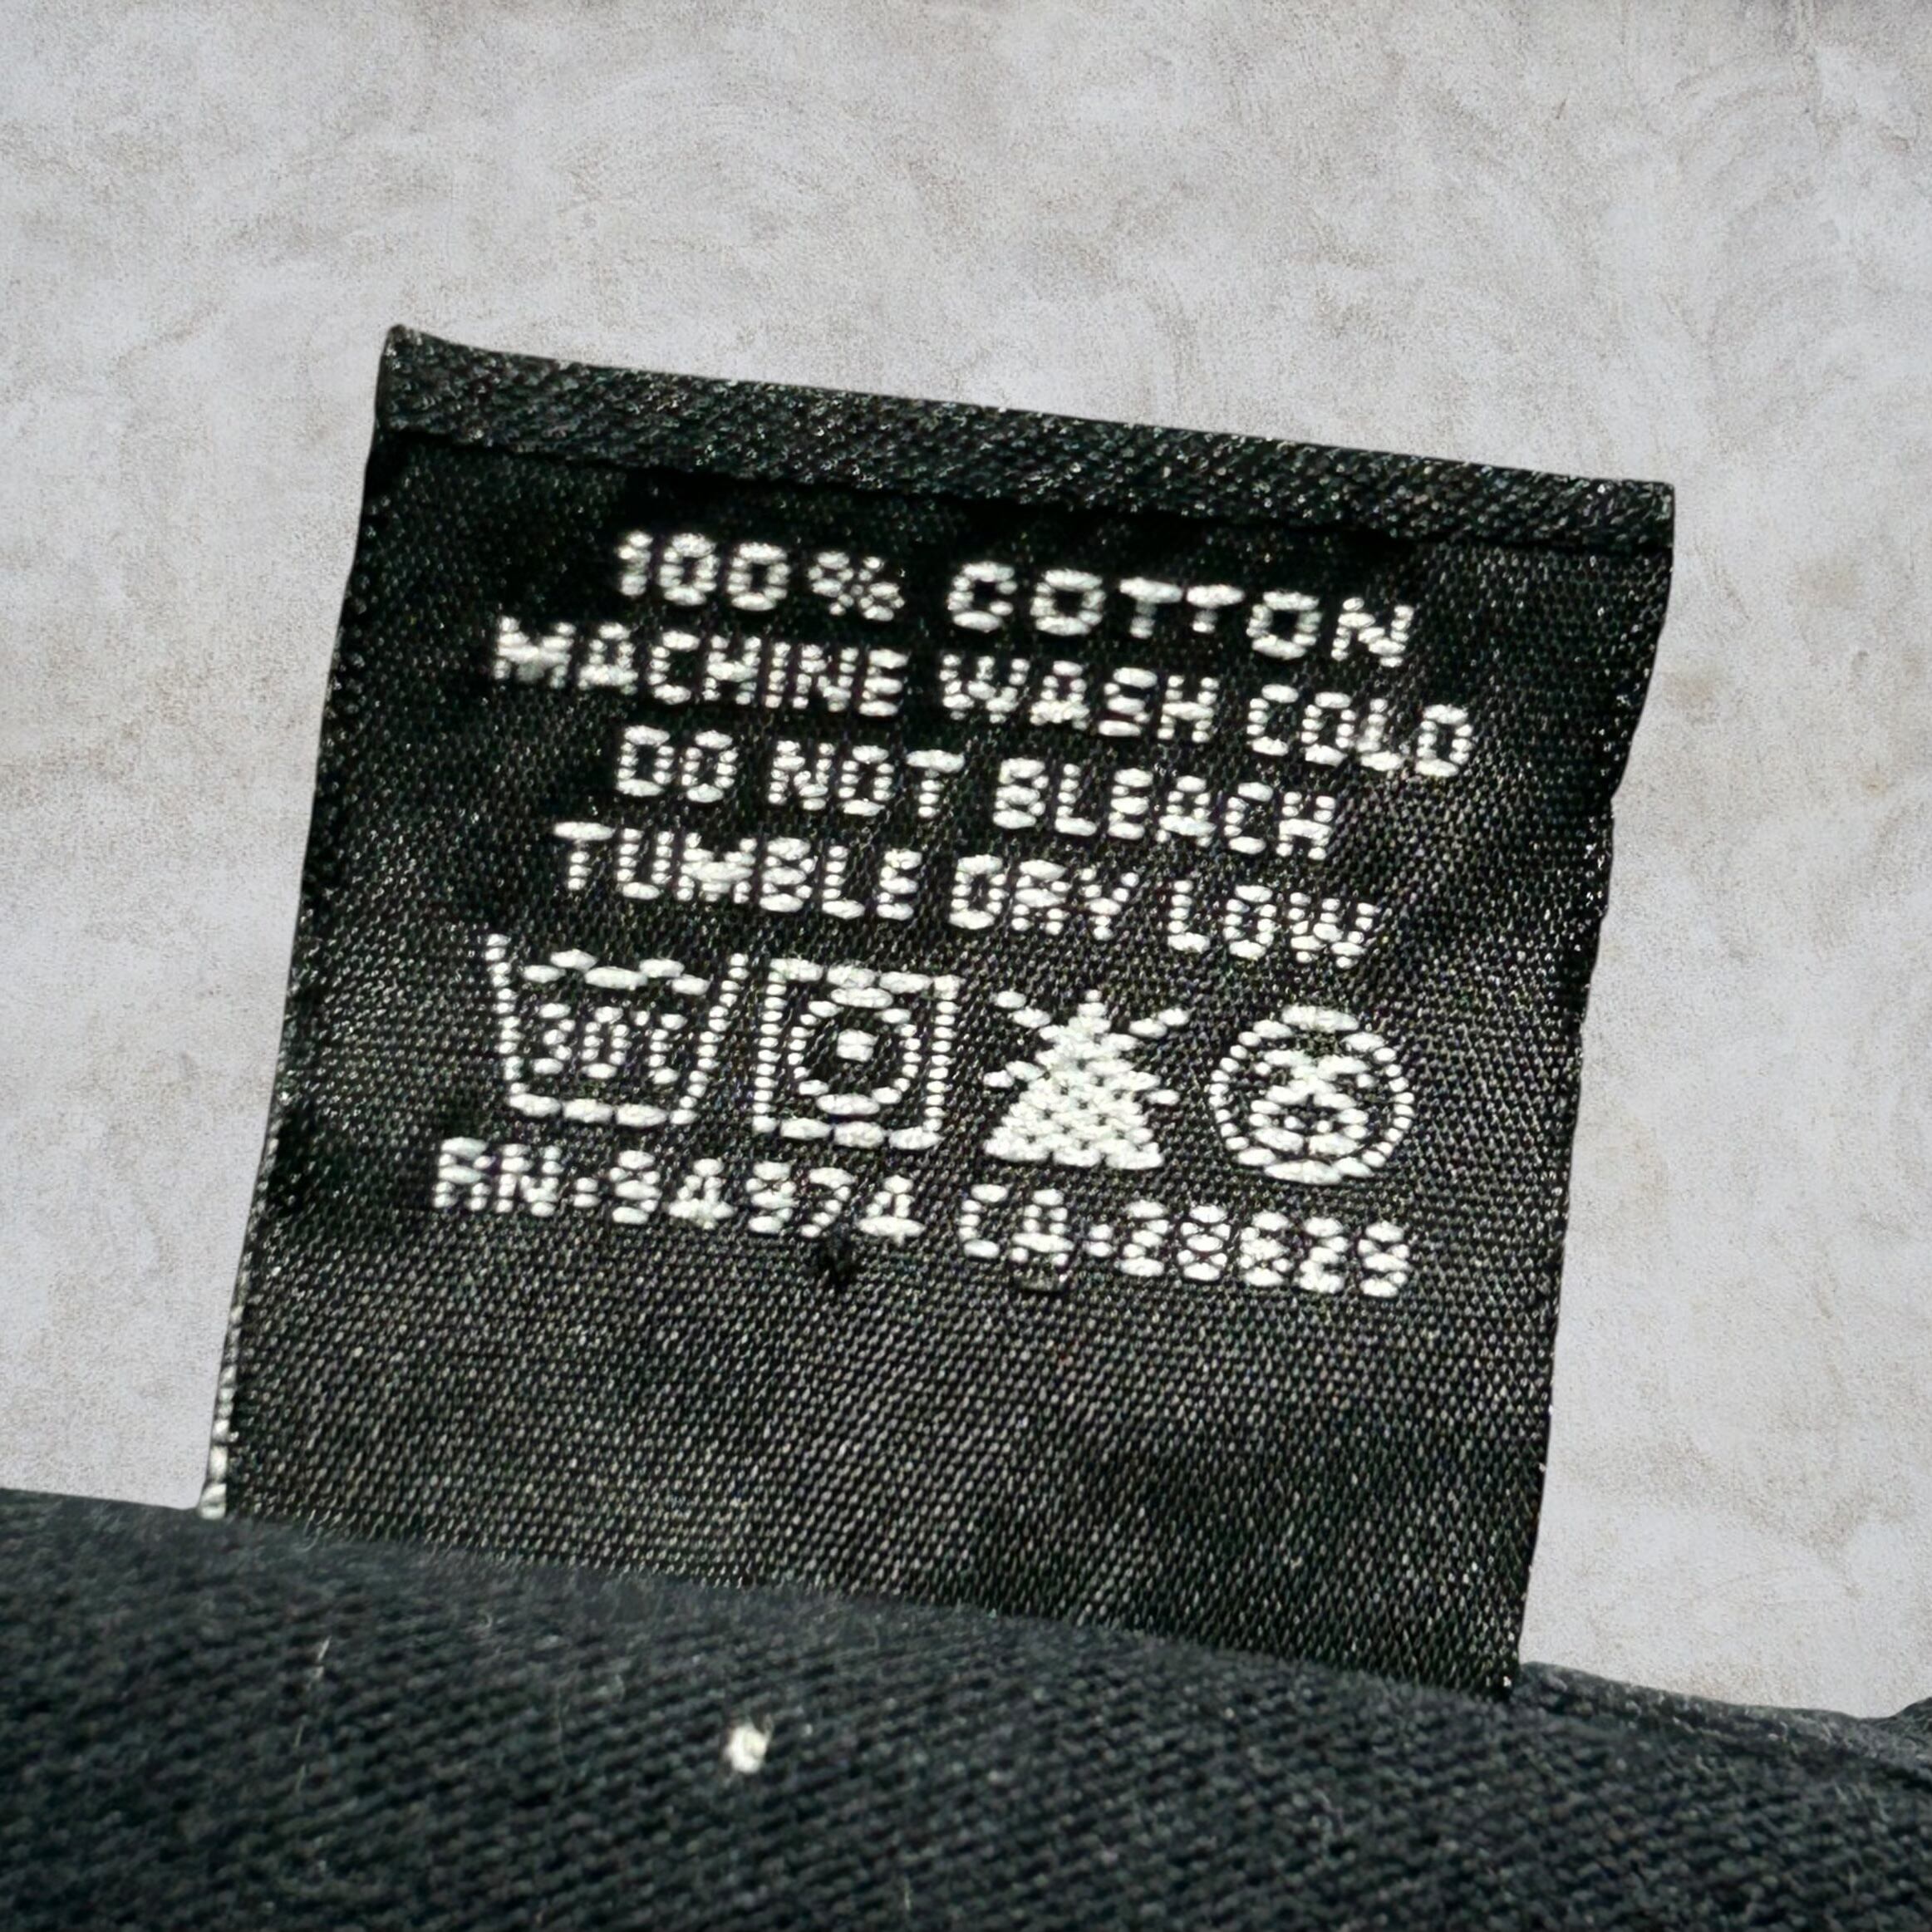 100% COTTON
MACHINE WASH COLD
DO NOT BLEACH
TUMBLE DRY LOW
30℃
RN:94974 CA:28629